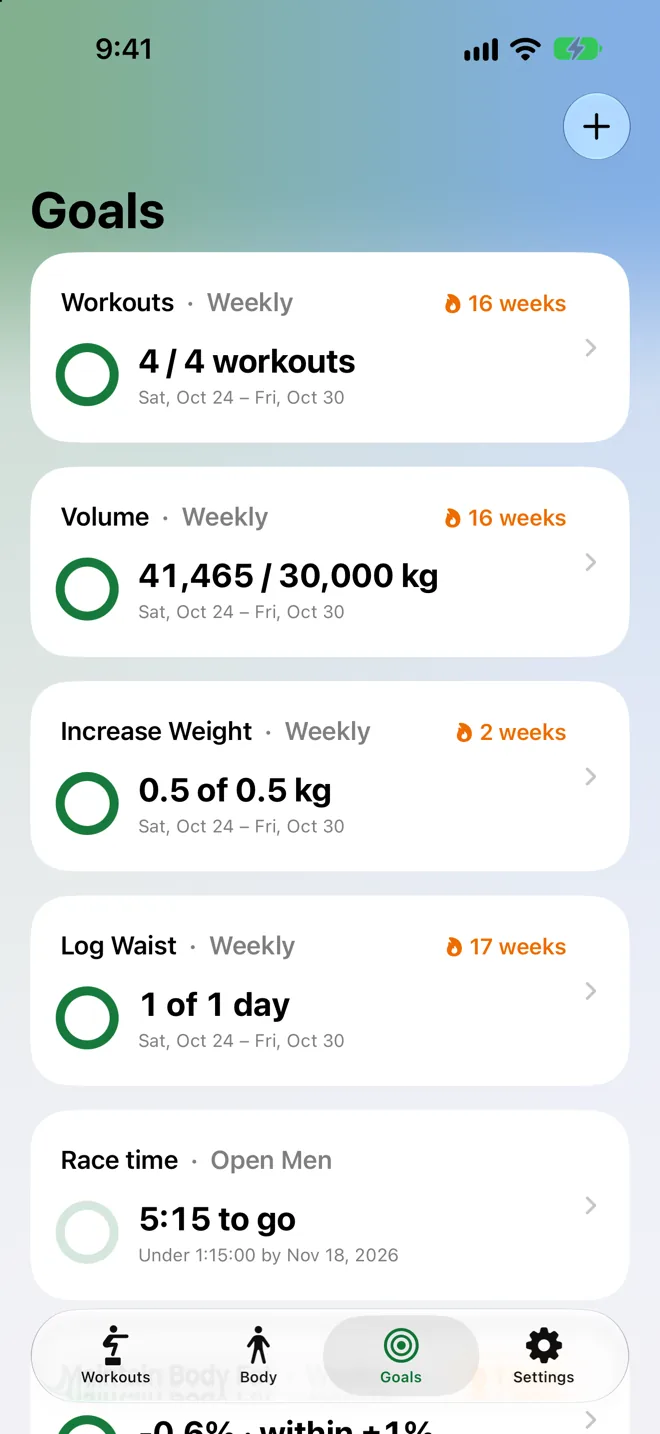 9:41
Goals
Workouts · Weekly 16 weeks
4 / 4 workouts
Sat, Oct 24 – Fri, Oct 30
Volume · Weekly 16 weeks
41,465 / 30,000 kg
Sat, Oct 24 – Fri, Oct 30
Increase Weight · Weekly 2 weeks
0.5 of 0.5 kg
Sat, Oct 24 – Fri, Oct 30
Log Waist · Weekly 17 weeks
1 of 1 day
Sat, Oct 24 – Fri, Oct 30
Race time · Open Men
5:15 to go
Under 1:15:00 by Nov 18, 2026
Workouts Body Goals Settings
-0.6% · within ±1%